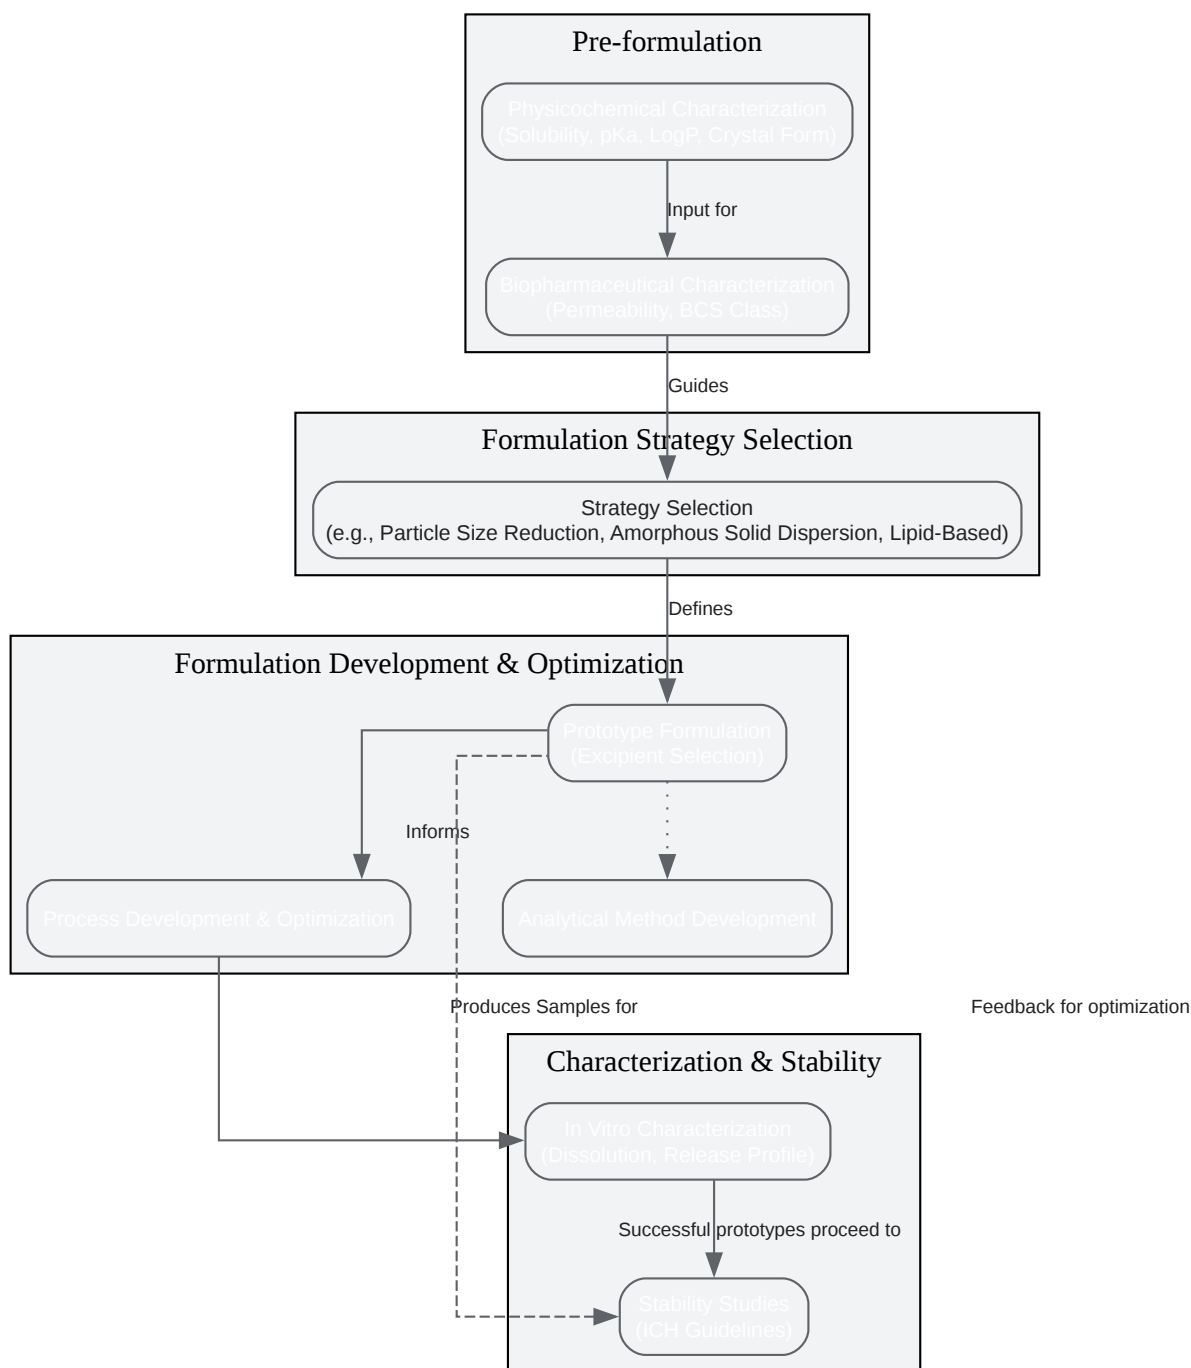 Pre-formulation
Physicochemical Characterization
(Solubility, pKa, LogP, Crystal Form)
Input for
Biopharmaceutical Characterization
(Permeability, BCS Class)
Guides
Formulation Strategy Selection
Strategy Selection
(e.g., Particle Size Reduction, Amorphous Solid Dispersion, Lipid-Based)
Defines
Formulation Development & Optimization
Prototype Formulation
(Excipient Selection)
Informs
Process Development & Optimization
Analytical Method Development
Produces Samples for
Feedback for optimization
Characterization & Stability
In Vitro Characterization
(Dissolution, Release Profile)
Successful prototypes proceed to
Stability Studies
(ICH Guidelines)